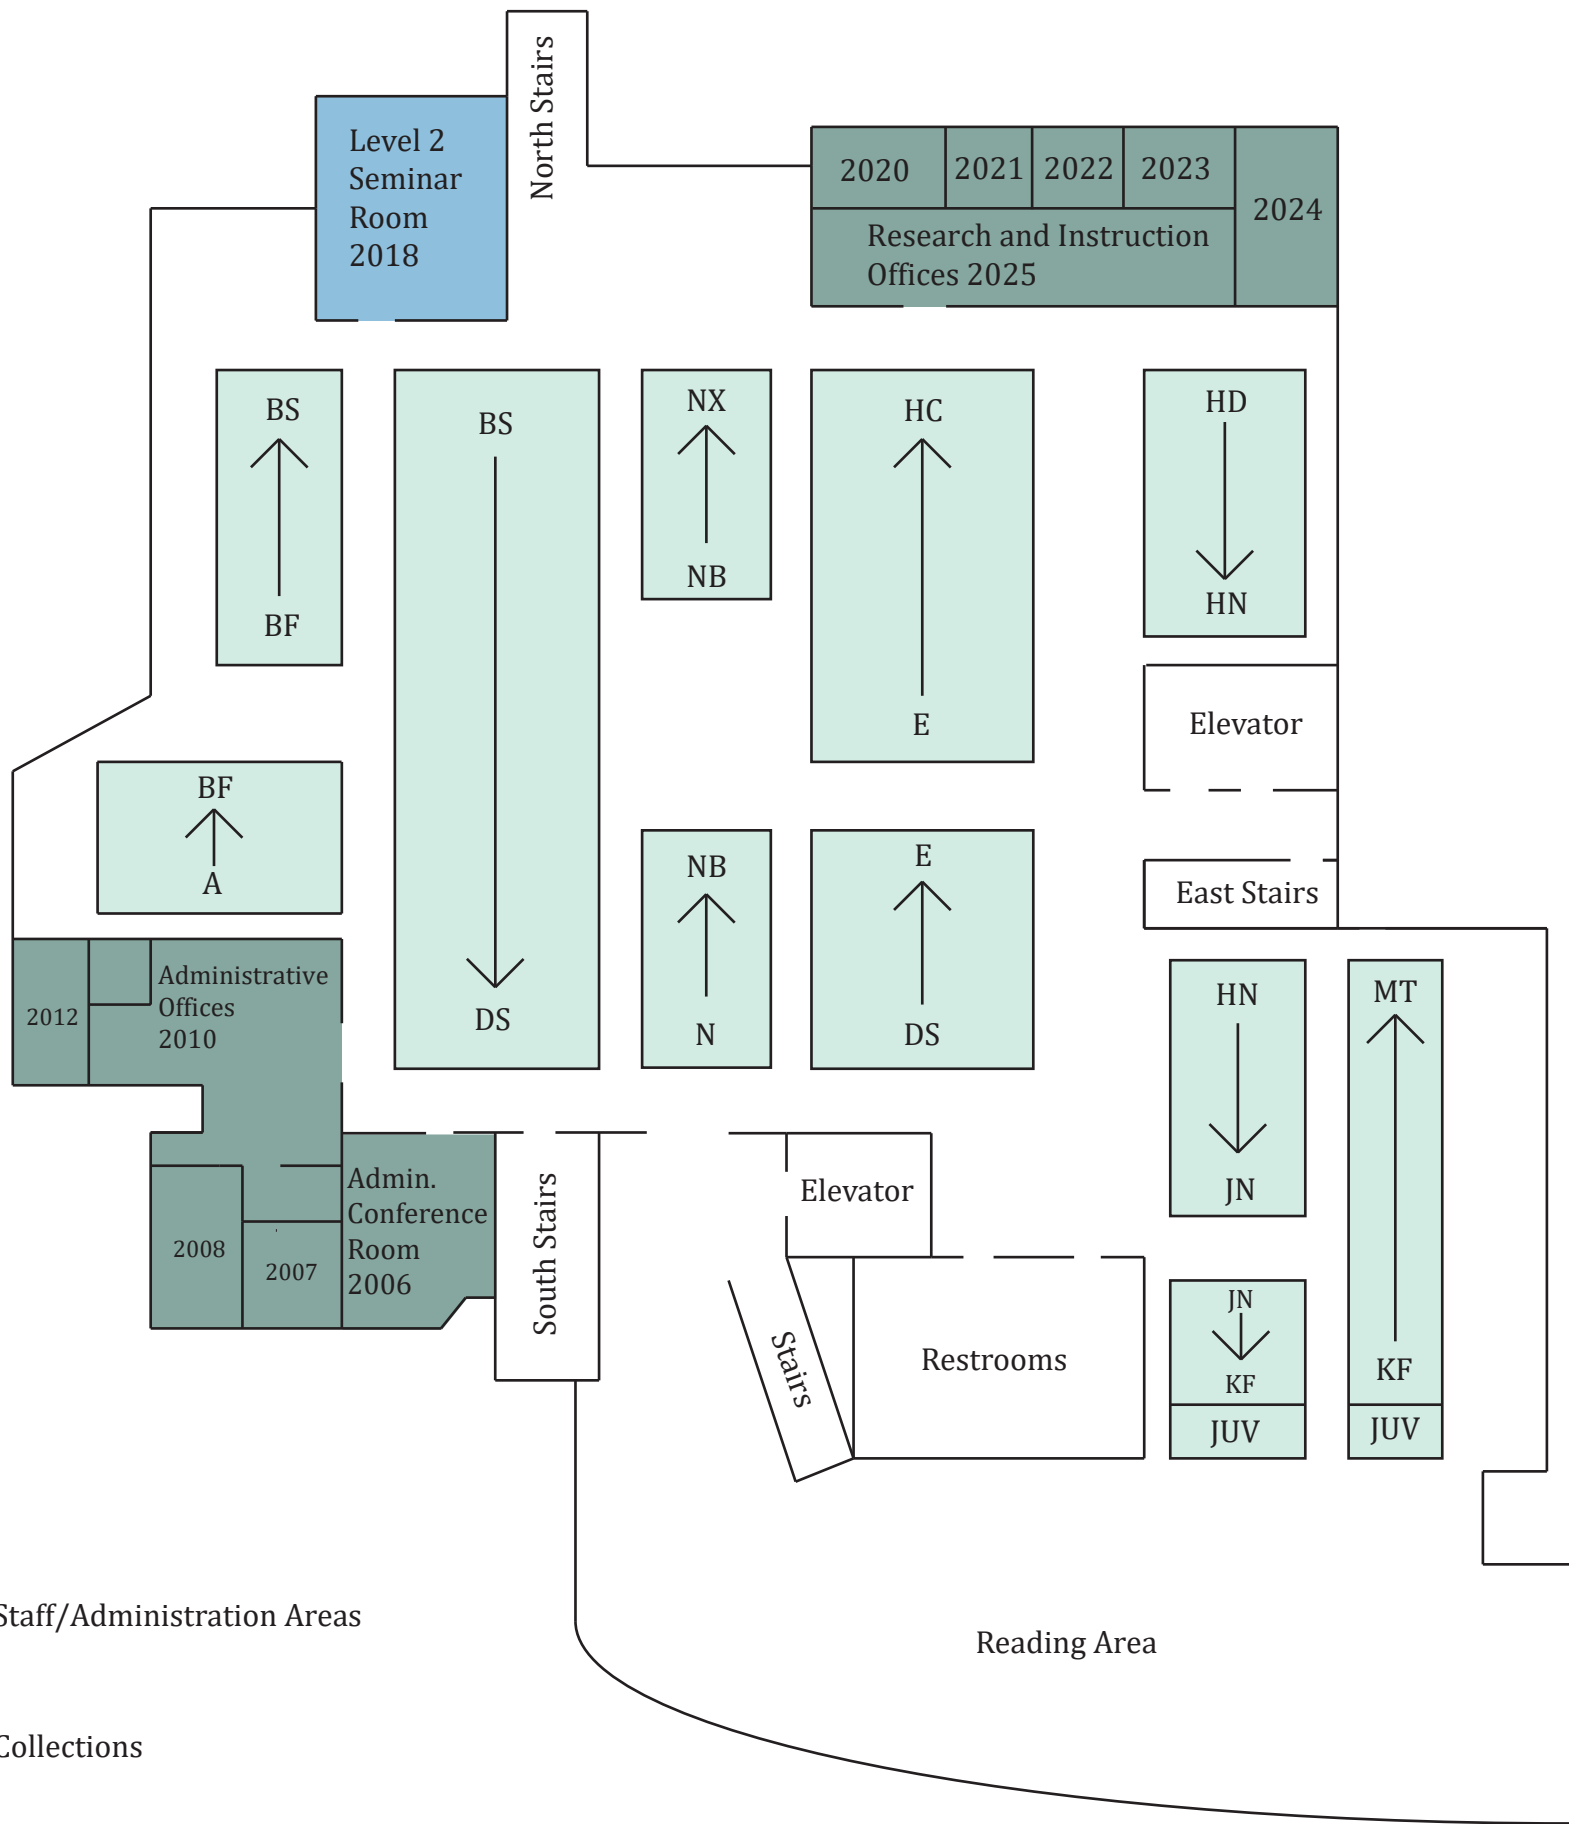 North Stairs
Level 2
Seminar
Room
2018
2020
2021
2022
2023
2024
Research and Instruction
Offices 2025
BS
BF
BS
DS
NX
NB
HC
E
HD
HN
Elevator
BF
A
NB
N
E
DS
East Stairs
Administrative
Offices
2010
2012
HN
JN
MT
KF
Admin.
Conference
Room
2006
2008
2007
South Stairs
Elevator
Stairs
Restrooms
JN
KF
JUV
JUV
Staff/Administration Areas
Reading Area
Collections